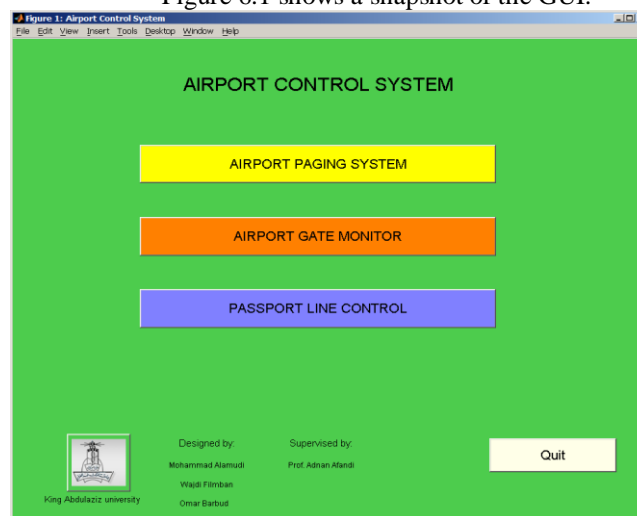 Figure 6.1 shows a snapshot of the GUI.
Figure 1: Airport Control System
File Edit View Insert Tools Desktop Window Help
AIRPORT CONTROL SYSTEM
AIRPORT PAGING SYSTEM
AIRPORT GATE MONITOR
PASSPORT LINE CONTROL
Designed by: Supervised by:
Mohammad Alamudi Prof. Adnan Afandi
Wajdi Filmban
Omar Barbud
Quit
King Abdulaziz university